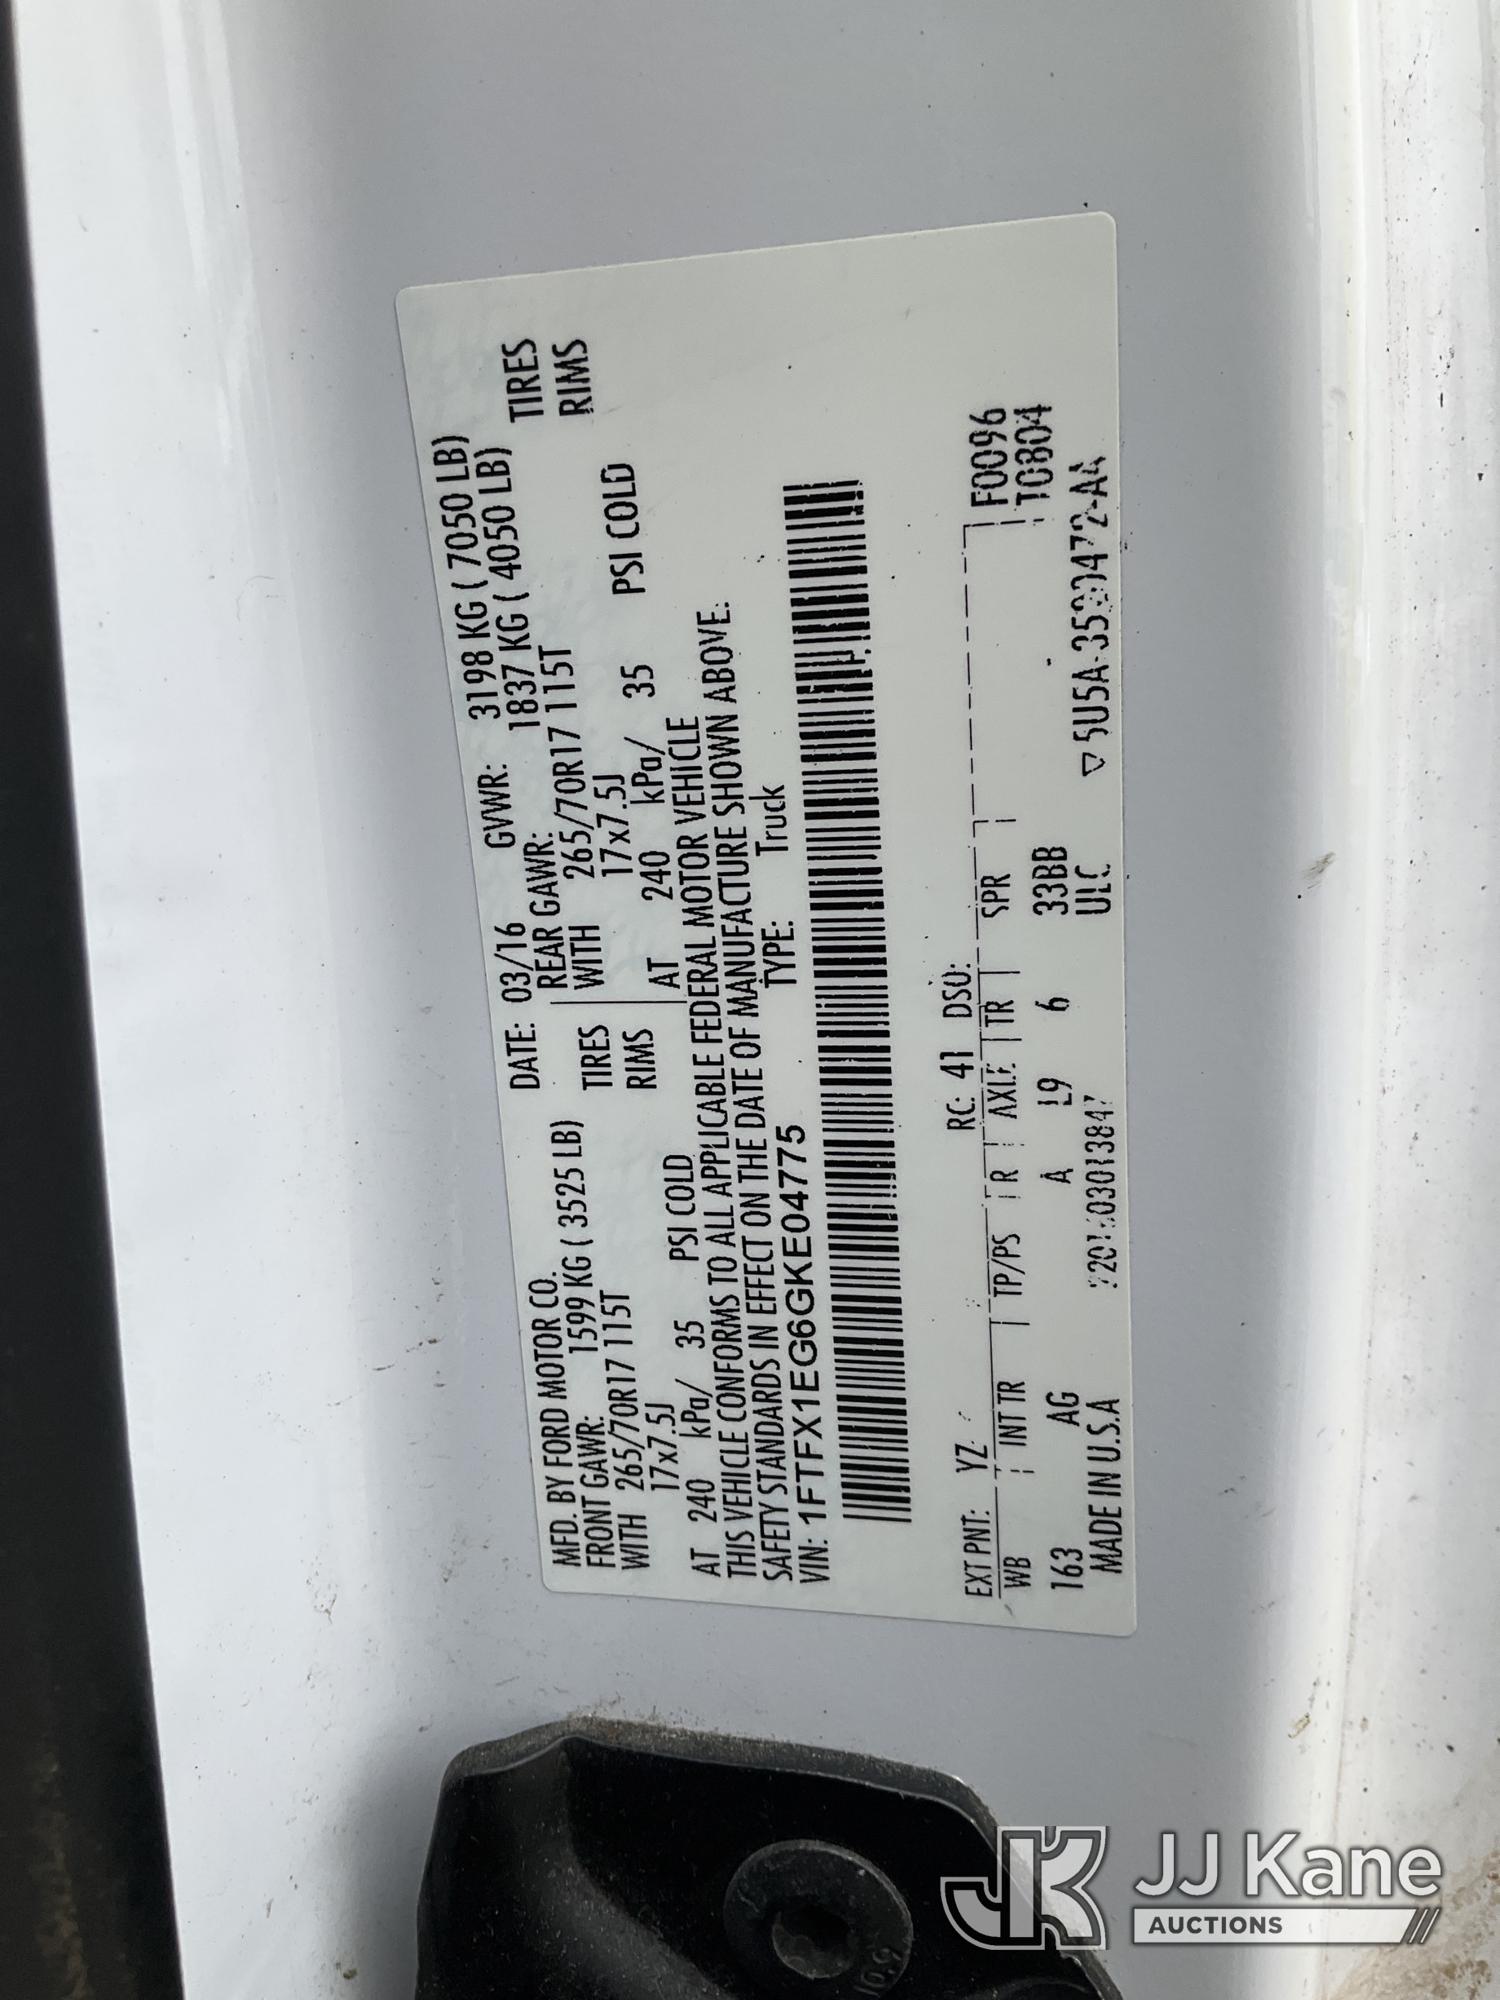 MFD. BY FORD MOTOR CO. DATE: 03/16 GVWR: 3198 KG ( 7050 LB)
FRONT GAWR: 1599 KG ( 3525 LB) REAR GAWR: 1837 KG ( 4050 LB)
WITH 265/70R17 115T TIRES WITH 265/70R17 115T TIRES
17x7.5J RIMS 17x7.5J RIMS
AT 240 kPa/ 35 PSI COLD AT 240 kPa/ 35 PSI COLD
THIS VEHICLE CONFORMS TO ALL APPLICABLE FEDERAL MOTOR VEHICLE
SAFETY STANDARDS IN EFFECT ON THE DATE OF MANUFACTURE SHOWN ABOVE.
VIN: 1FTFX1EG6GKE04775 TYPE: Truck
EXT PNT: YZ RC: 41 DSO: F0096
WB INT TR TP/PS R AXLE TR SPR T0804
163 AG A L9 6 33BB
MADE IN U.S.A ULC
10.9
JK JJ Kane
AUCTIONS